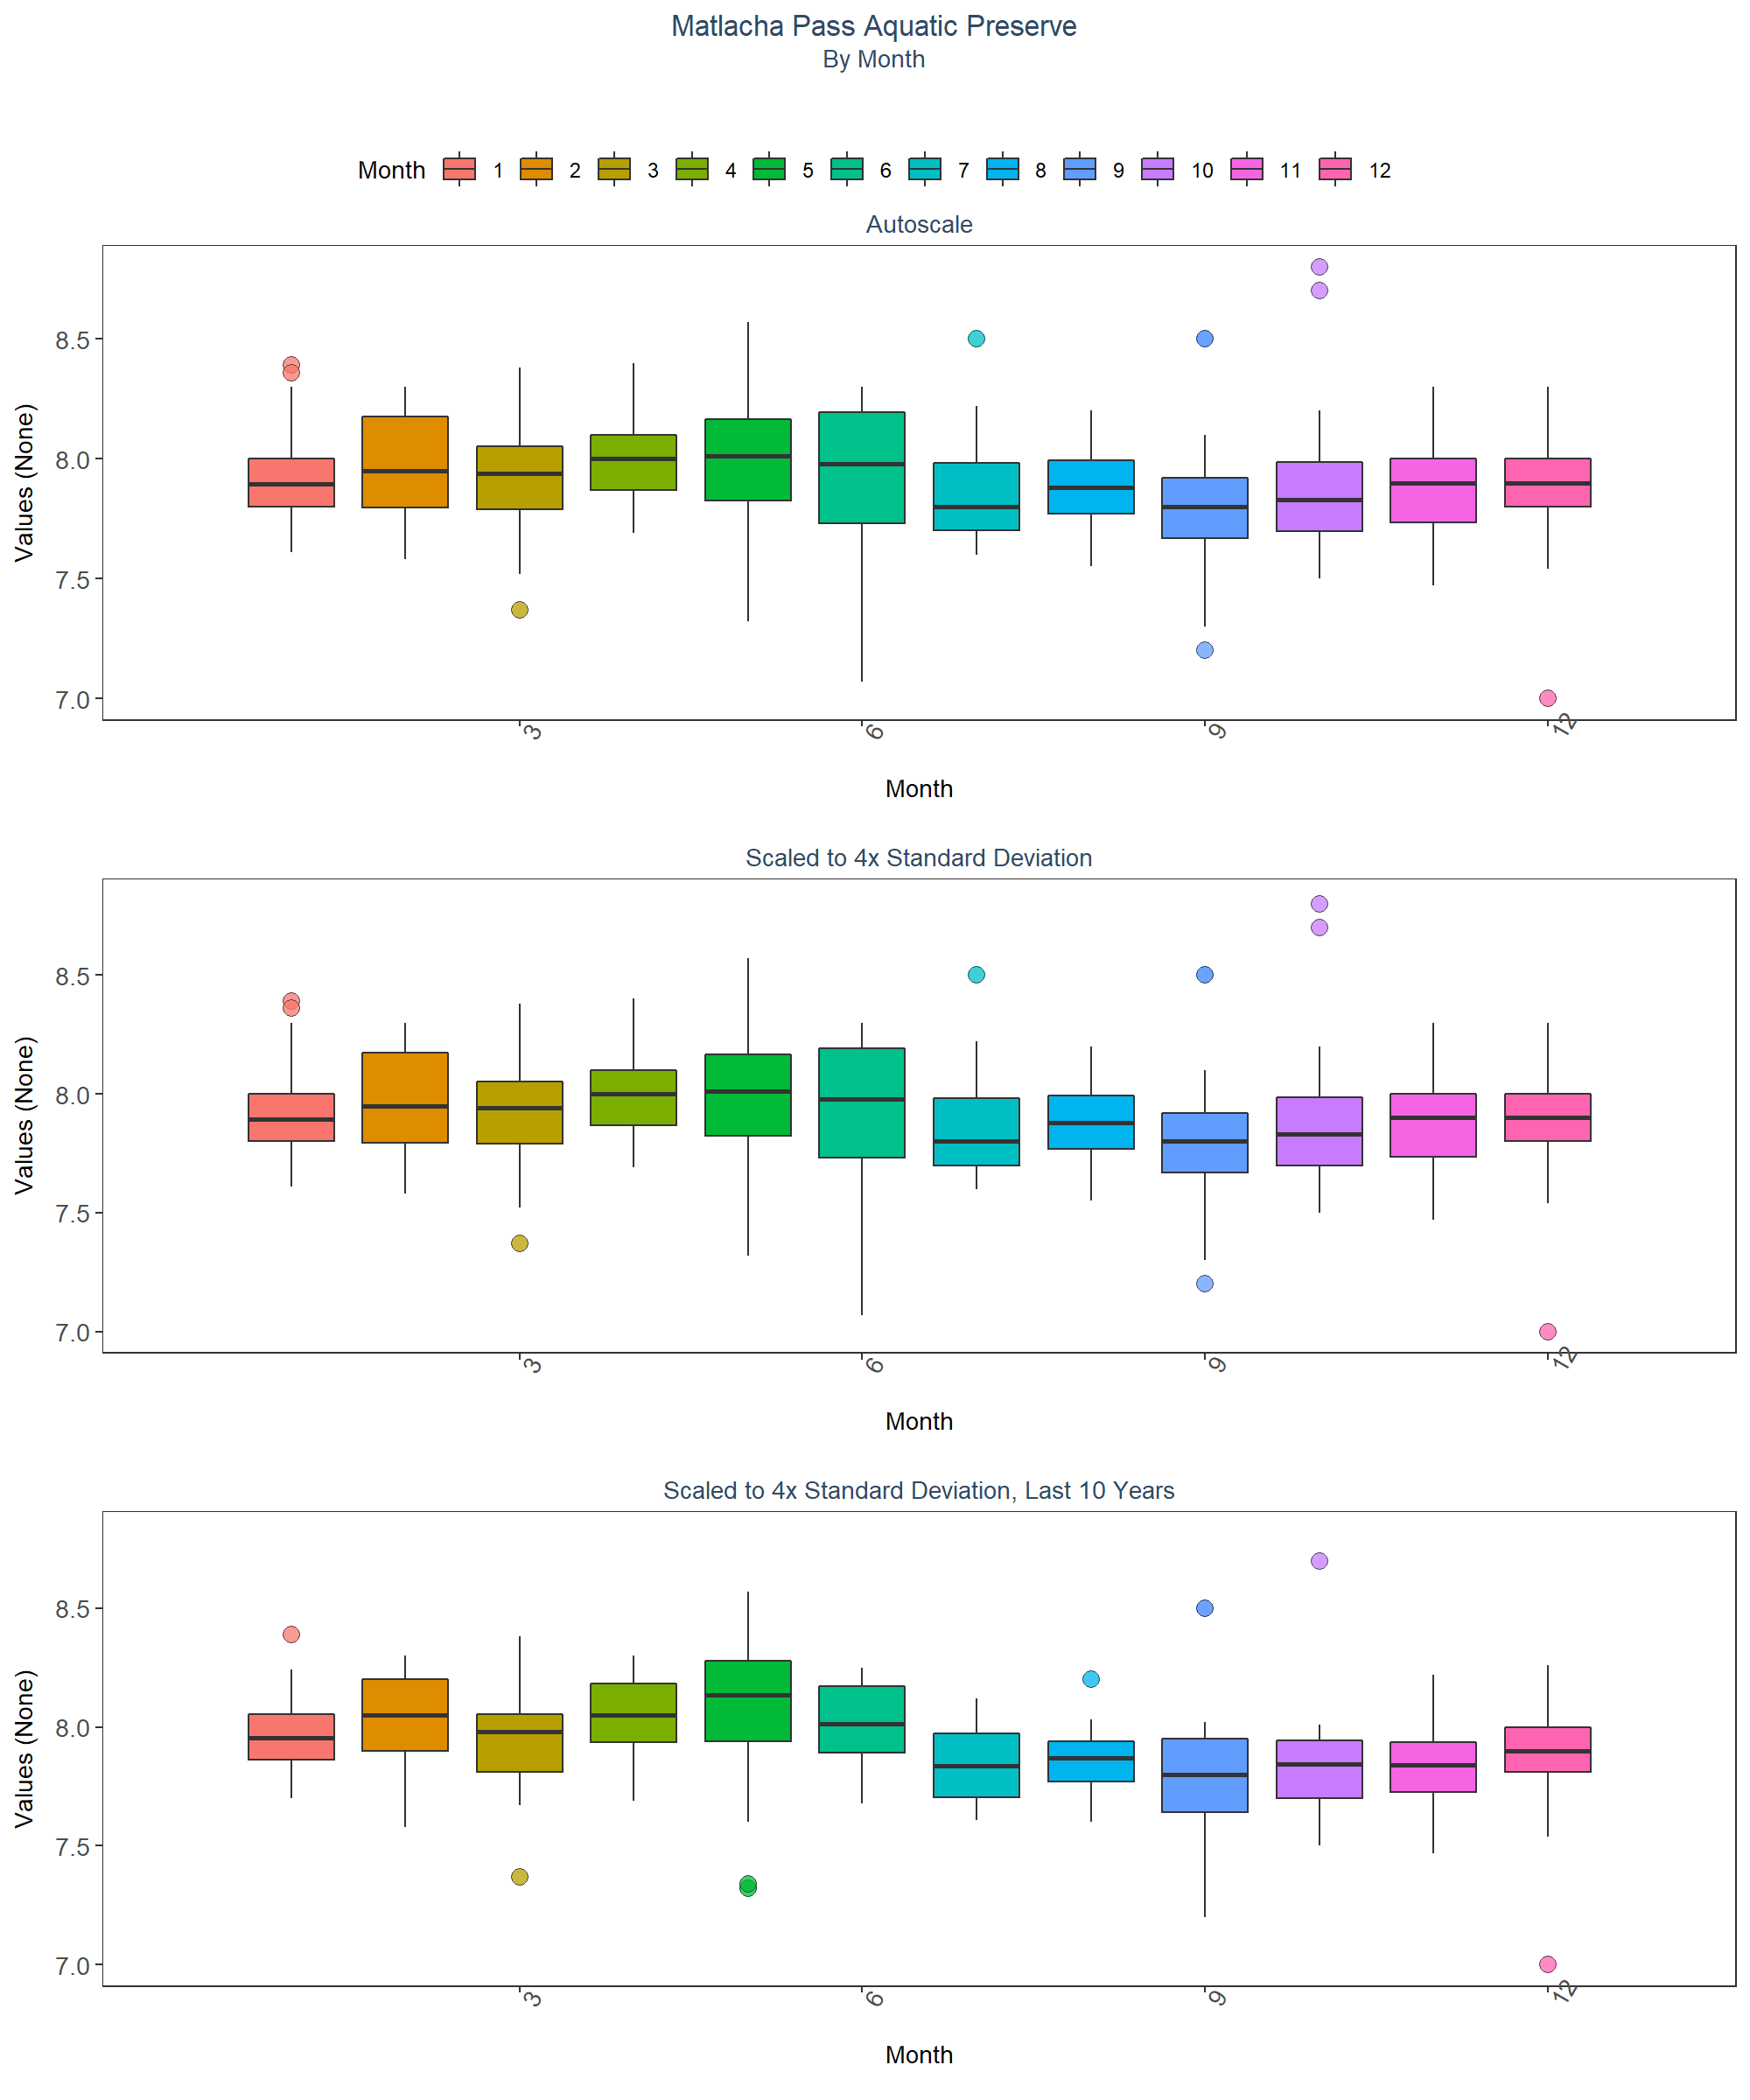 Matlacha Pass Aquatic Preserve
By Month
Month 1 2 3 4 5 6 7 8 9 10 11 12
Autoscale
Values (None)
8.5
8.0
7.5
7.0
3 6 9 12
Month
Scaled to 4x Standard Deviation
Values (None)
8.5
8.0
7.5
7.0
3 6 9 12
Month
Scaled to 4x Standard Deviation, Last 10 Years
Values (None)
8.5
8.0
7.5
7.0
3 6 9 12
Month